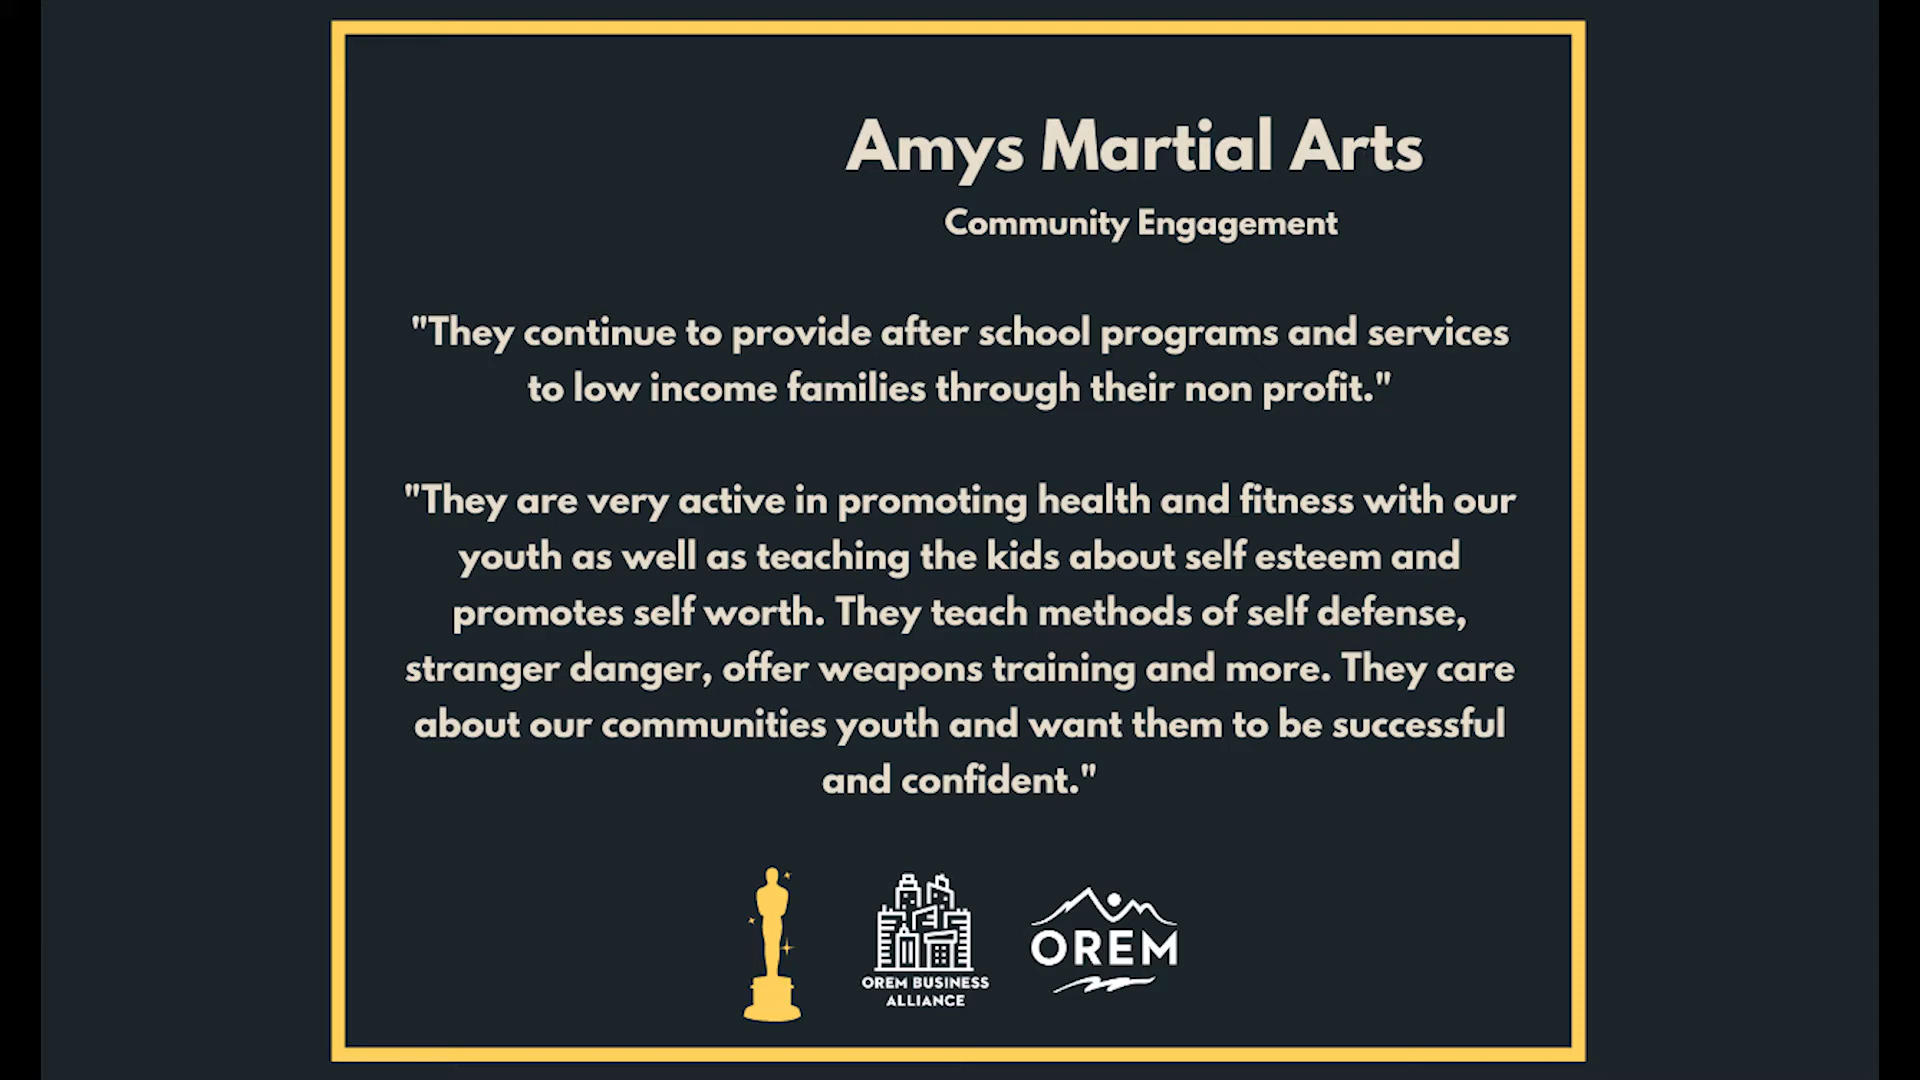 Amys Martial Arts
Community Engagement
"They continue to provide after school programs and services
to low income families through their non profit."
"They are very active in promoting health and fitness with our
youth as well as teaching the kids about self esteem and
promotes self worth. They teach methods of self defense,
stranger danger, offer weapons training and more. They care
about our communities youth and want them to be successful
and confident."
OREM BUSINESS
ALLIANCE
OREM